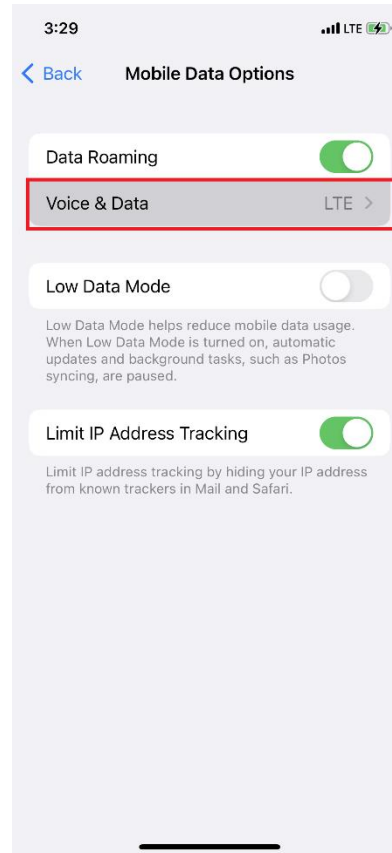 3:29 LTE
Back Mobile Data Options
Data Roaming
Voice & Data LTE
Low Data Mode
Low Data Mode helps reduce mobile data usage.
When Low Data Mode is turned on, automatic
updates and background tasks, such as Photos
syncing, are paused.
Limit IP Address Tracking
Limit IP address tracking by hiding your IP address
from known trackers in Mail and Safari.